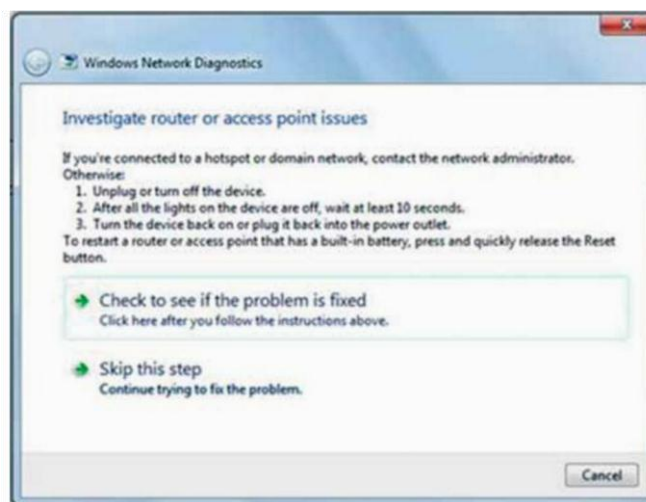 Windows Network Diagnostics
Investigate router or access point issues
If you're connected to a hotspot or domain network, contact the network administrator.
Otherwise:
1. Unplug or turn off the device.
2. After all the lights on the device are off, wait at least 10 seconds.
3. Turn the device back on or plug it back into the power outlet.
To restart a router or access point that has a built-in battery, press and quickly release the Reset
button.
Check to see if the problem is fixed
Click here after you follow the instructions above.
Skip this step
Continue trying to fix the problem.
Cancel